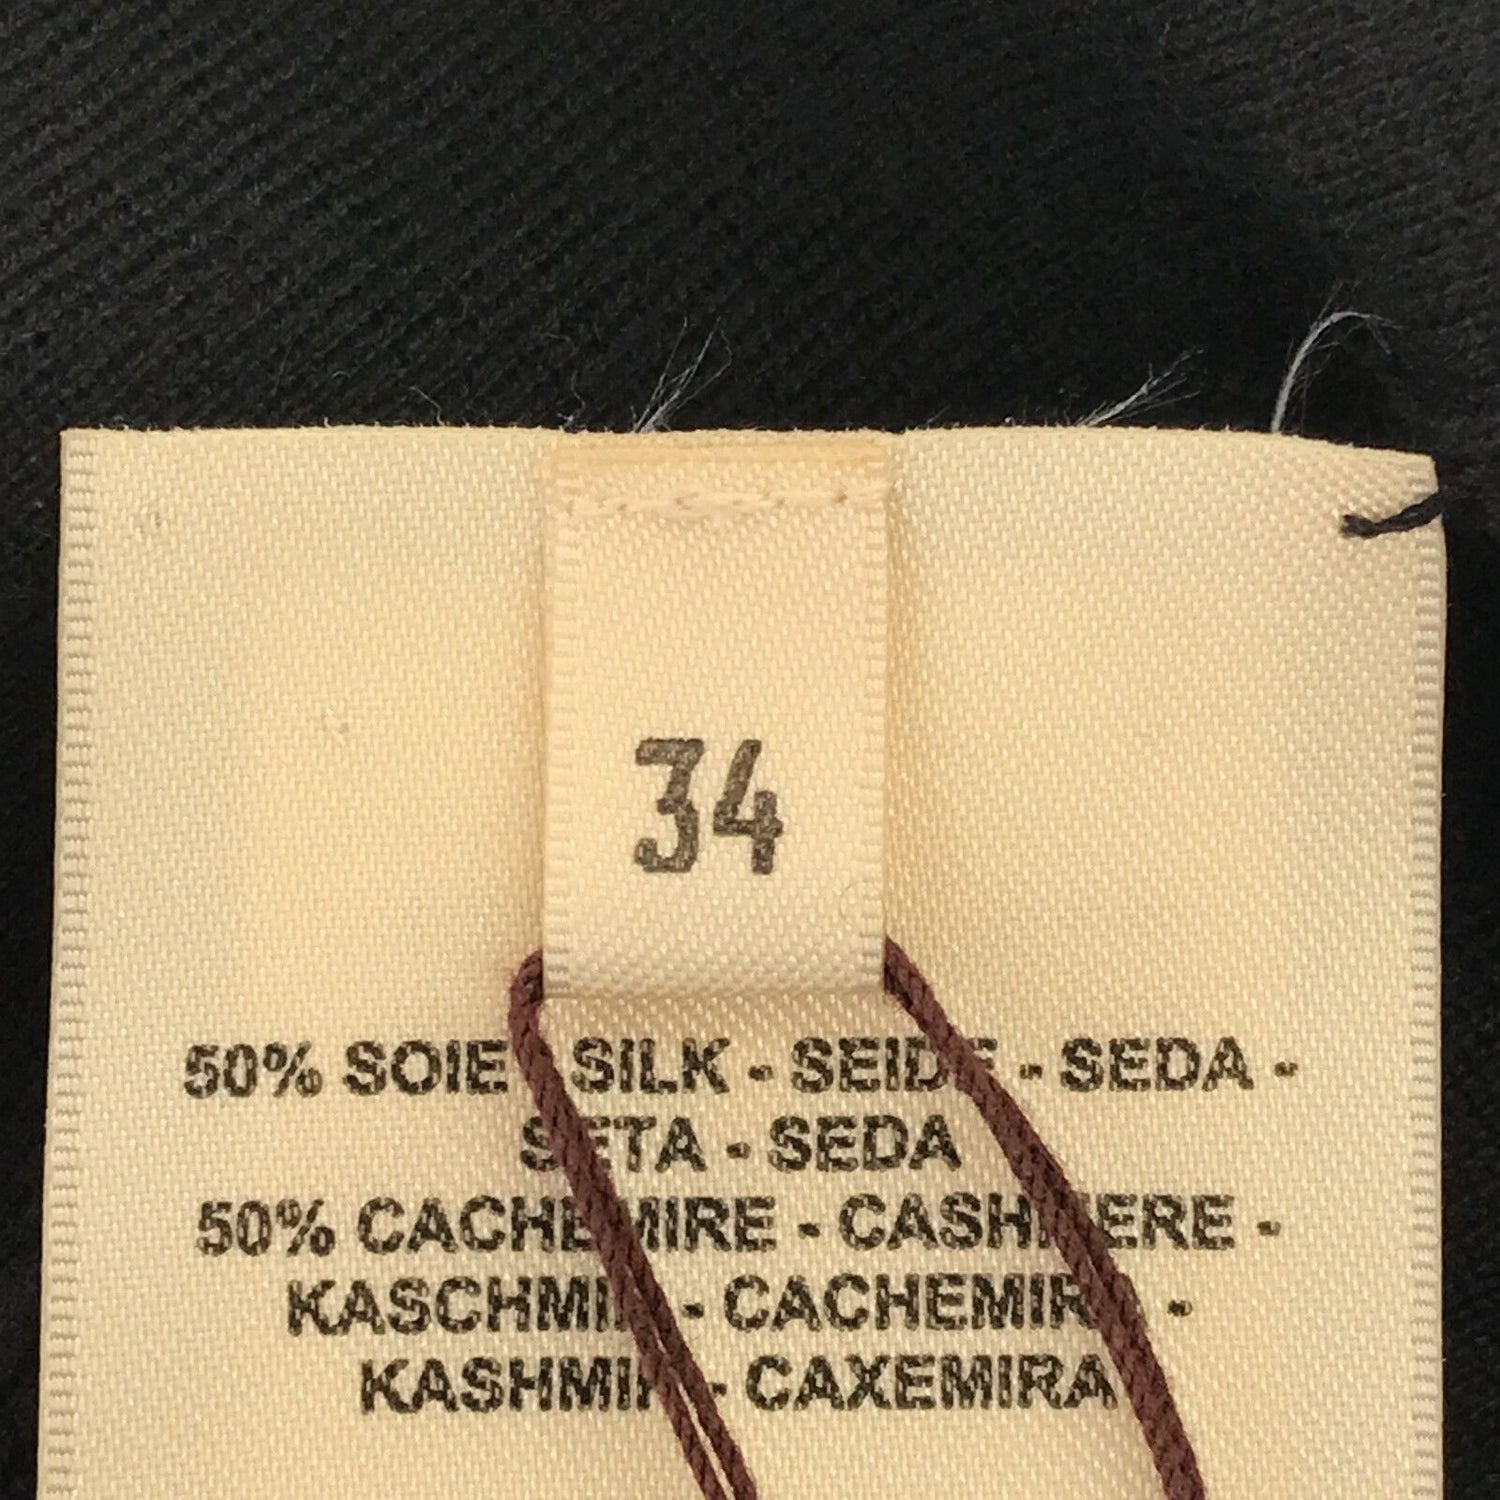 34
50% SOIE - SILK - SEIDE - SEDA -
SETA - SEDA
50% CACHEMIRE - CASHMERE -
KASCHMIR - CACHEMIRA -
KASHMIR - CAXEMIRA